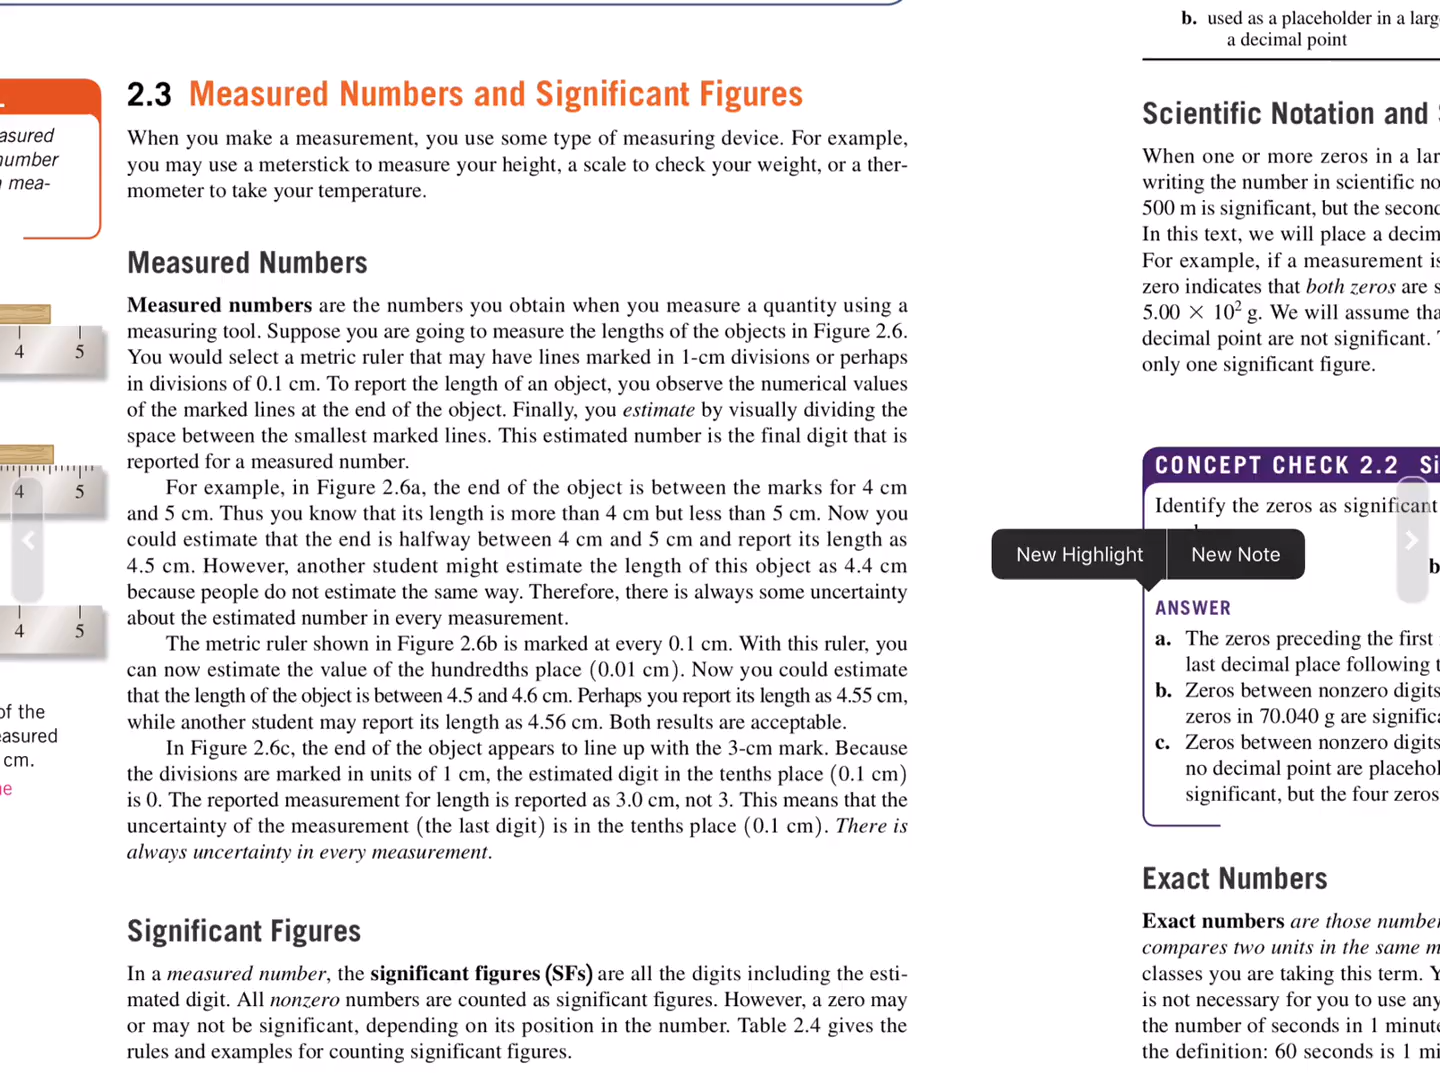 asured
number
mea-
4 5
4 5
4 5
of the
easured
cm.
2.3 Measured Numbers and Significant Figures
When you make a measurement, you use some type of measuring device. For example,
you may use a meterstick to measure your height, a scale to check your weight, or a ther-
mometer to take your temperature.
Measured Numbers
Measured numbers are the numbers you obtain when you measure a quantity using a
measuring tool. Suppose you are going to measure the lengths of the objects in Figure 2.6.
You would select a metric ruler that may have lines marked in 1-cm divisions or perhaps
in divisions of 0.1 cm. To report the length of an object, you observe the numerical values
of the marked lines at the end of the object. Finally, you estimate by visually dividing the
space between the smallest marked lines. This estimated number is the final digit that is
reported for a measured number.
For example, in Figure 2.6a, the end of the object is between the marks for 4 cm
and 5 cm. Thus you know that its length is more than 4 cm but less than 5 cm. Now you
could estimate that the end is halfway between 4 cm and 5 cm and report its length as
4.5 cm. However, another student might estimate the length of this object as 4.4 cm
because people do not estimate the same way. Therefore, there is always some uncertainty
about the estimated number in every measurement.
The metric ruler shown in Figure 2.6b is marked at every 0.1 cm. With this ruler, you
can now estimate the value of the hundredths place (0.01 cm). Now you could estimate
that the length of the object is between 4.5 and 4.6 cm. Perhaps you report its length as 4.55 cm,
while another student may report its length as 4.56 cm. Both results are acceptable.
In Figure 2.6c, the end of the object appears to line up with the 3-cm mark. Because
the divisions are marked in units of 1 cm, the estimated digit in the tenths place (0.1 cm)
is 0. The reported measurement for length is reported as 3.0 cm, not 3. This means that the
uncertainty of the measurement (the last digit) is in the tenths place (0.1 cm). There is
always uncertainty in every measurement.
Significant Figures
In a measured number, the significant figures (SFs) are all the digits including the esti-
mated digit. All nonzero numbers are counted as significant figures. However, a zero may
or may not be significant, depending on its position in the number. Table 2.4 gives the
rules and examples for counting significant figures.
b. used as a placeholder in a larg
a decimal point
Scientific Notation and
When one or more zeros in a lar
writing the number in scientific no
500 m is significant, but the second
In this text, we will place a decim
For example, if a measurement is
zero indicates that both zeros are s
5.00 × 10² g. We will assume tha
decimal point are not significant.
only one significant figure.
CONCEPT CHECK 2.2 Si
Identify the zeros as significant
New Highlight New Note
b
ANSWER
a. The zeros preceding the first
last decimal place following t
b. Zeros between nonzero digits
zeros in 70.040 g are signific
c. Zeros between nonzero digits
no decimal point are placehol
significant, but the four zeros
Exact Numbers
Exact numbers are those number
compares two units in the same m
classes you are taking this term. Y
is not necessary for you to use any
the number of seconds in 1 minute
the definition: 60 seconds is 1 mi